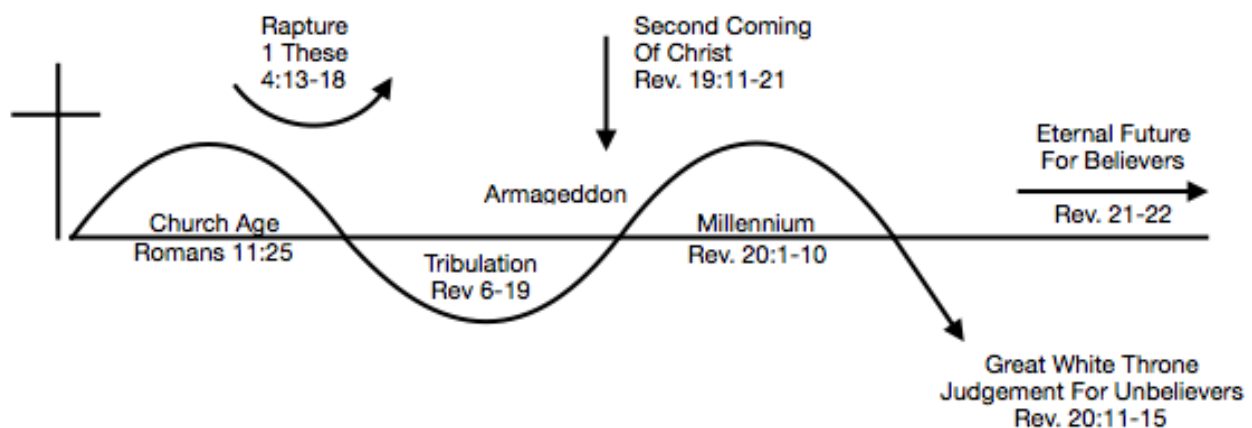 Rapture
1 These
4:13-18
Second Coming
Of Christ
Rev. 19:11-21
Eternal Future
For Believers
Rev. 21-22
Armageddon
Church Age
Romans 11:25
Tribulation
Rev 6-19
Millennium
Rev. 20:1-10
Great White Throne
Judgement For Unbelievers
Rev. 20:11-15